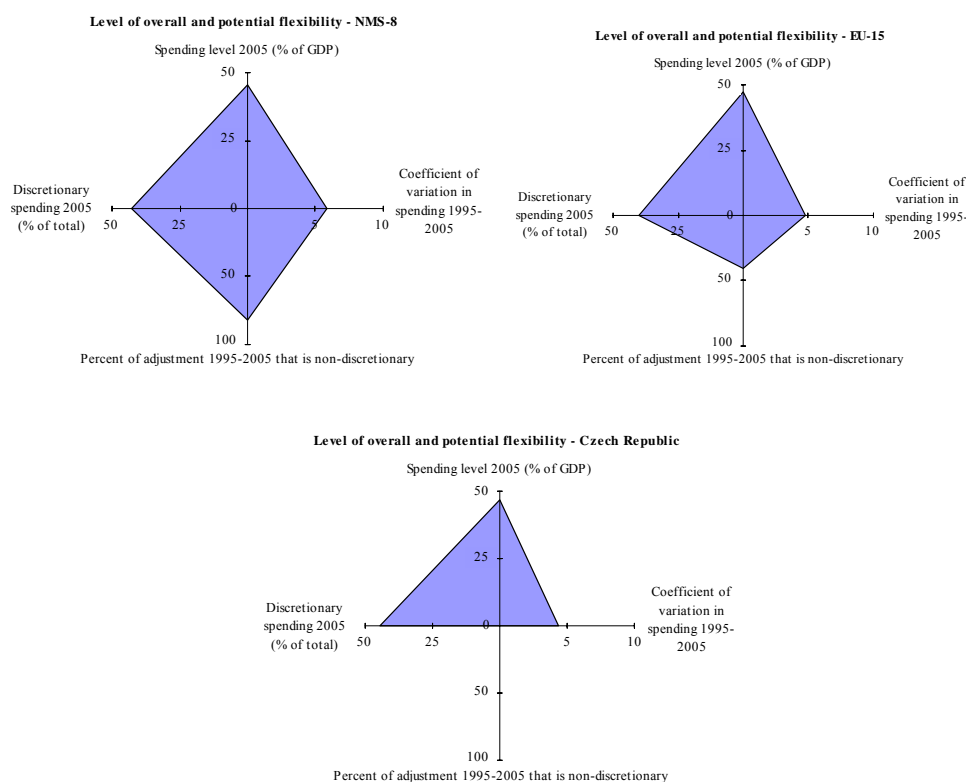 Level of overall and potential flexibility - NMS-8
Spending level 2005 (% of GDP)
50
25
Discretionary
spending 2005
(% of total)
Coefficient of
variation in
spending 1995-
2005
50
25
0
5
10
50
100
Percent of adjustment 1995-2005 that is non-discretionary
Level of overall and potential flexibility - EU-15
Spending level 2005 (% of GDP)
50
25
Discretionary
spending 2005
(% of total)
Coefficient of
variation in
spending 1995-
2005
0
50
25
5
10
50
100
Percent of adjustment 1995-2005 that is non-discretionary
Level of overall and potential flexibility - Czech Republic
Spending level 2005 (% of GDP)
50
25
Discretionary
spending 2005
(% of total)
Coefficient of
variation in
spending 1995-
2005
0
50
25
5
10
50
100
Percent of adjustment 1995-2005 that is non-discretionary